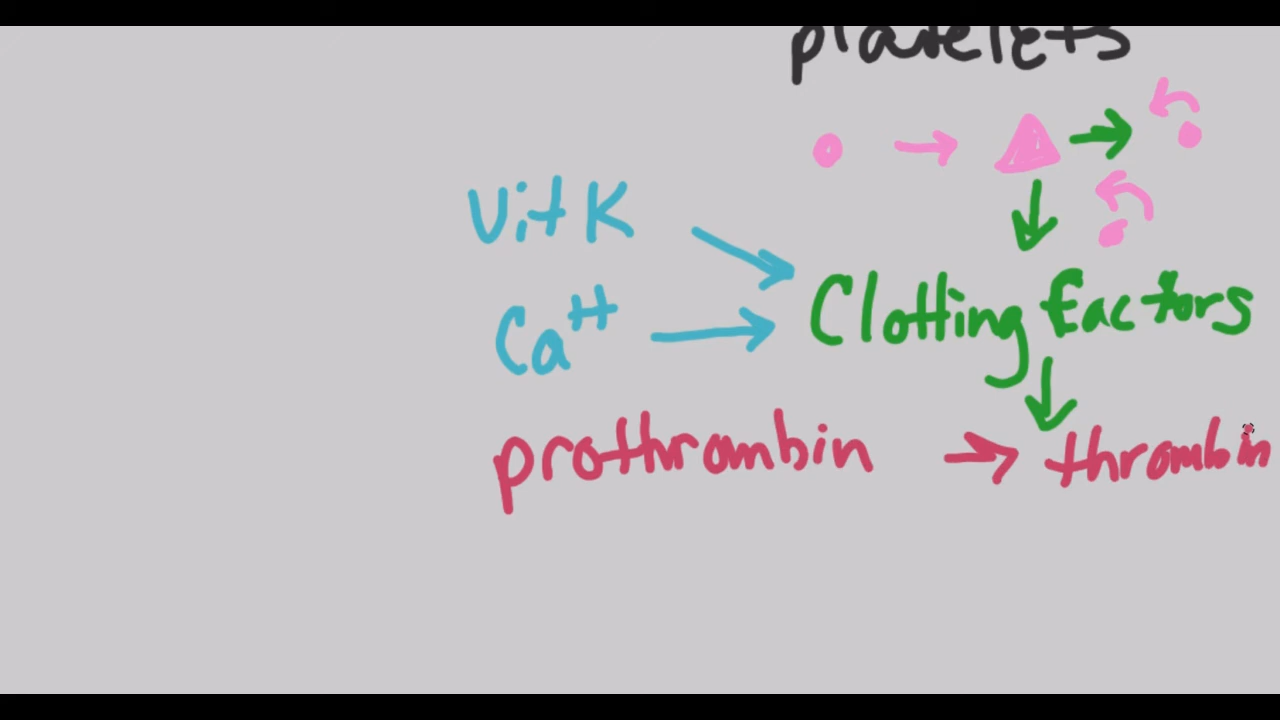 platelets
Vit K
Clotting factors
Ca++
prothrombin → thrombin